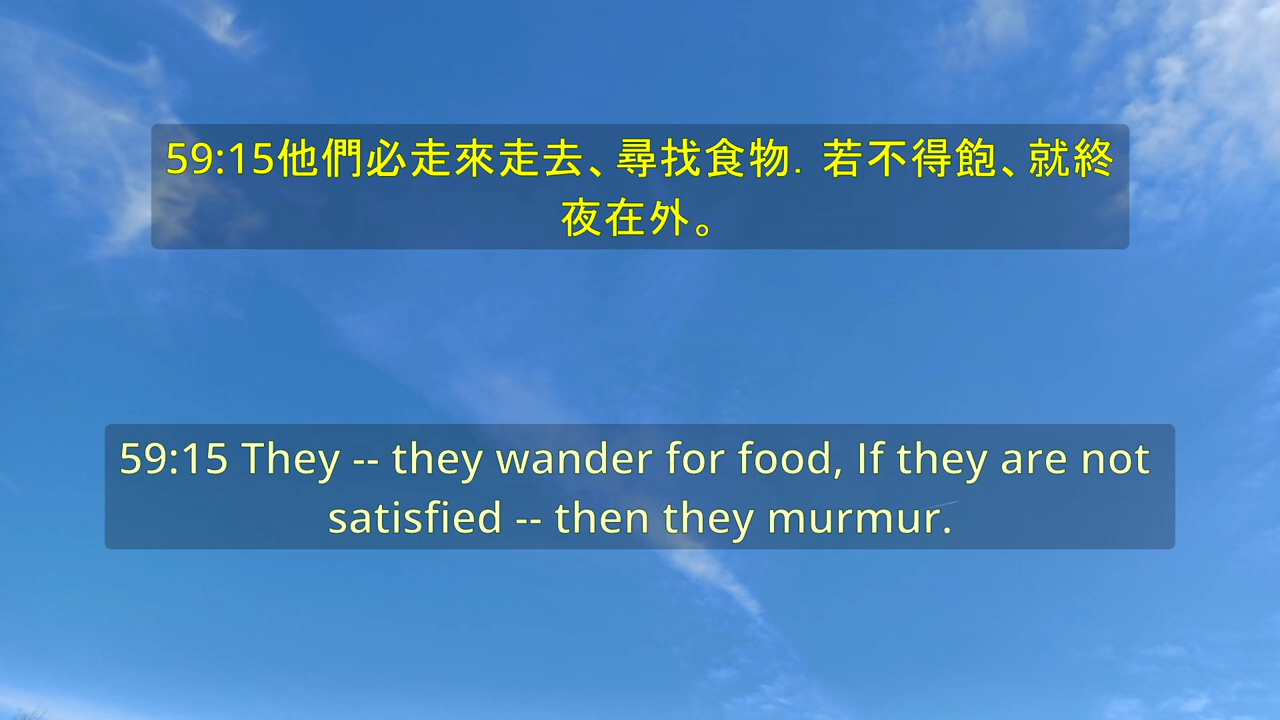 59:15他們必走來走去、尋找食物．若不得飽、就終
夜在外。
59:15 They -- they wander for food, If they are not
satisfied -- then they murmur.